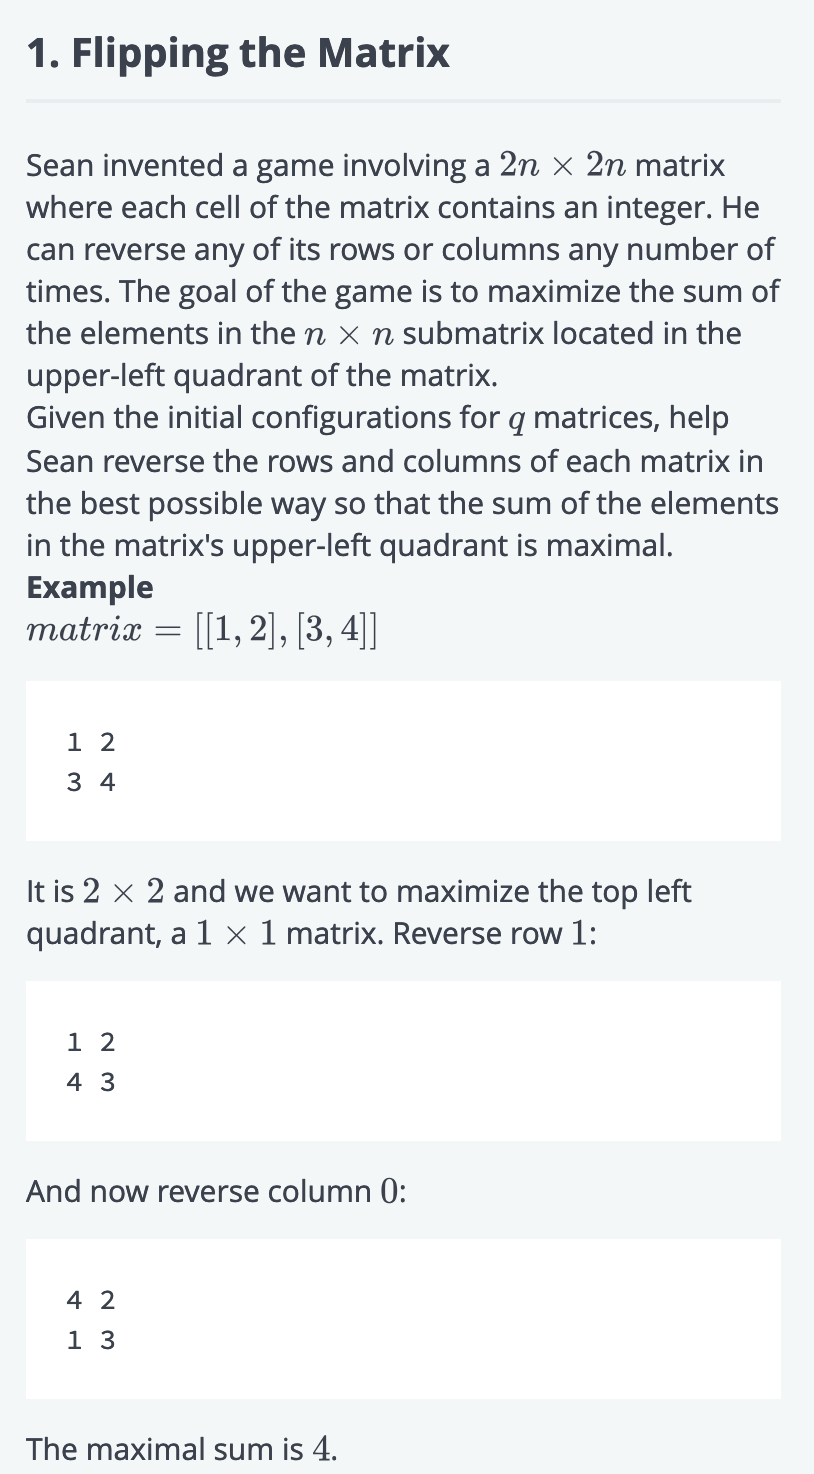 1. Flipping the Matrix
Sean invented a game involving a 2n × 2n matrix
where each cell of the matrix contains an integer. He
can reverse any of its rows or columns any number of
times. The goal of the game is to maximize the sum of
the elements in the n × n submatrix located in the
upper-left quadrant of the matrix.
Given the initial configurations for q matrices, help
Sean reverse the rows and columns of each matrix in
the best possible way so that the sum of the elements
in the matrix's upper-left quadrant is maximal.
Example
matrix = [[1, 2], [3, 4]]
1 2
3 4
It is 2 × 2 and we want to maximize the top left
quadrant, a 1 × 1 matrix. Reverse row 1:
1 2
4 3
And now reverse column 0:
4 2
1 3
The maximal sum is 4.